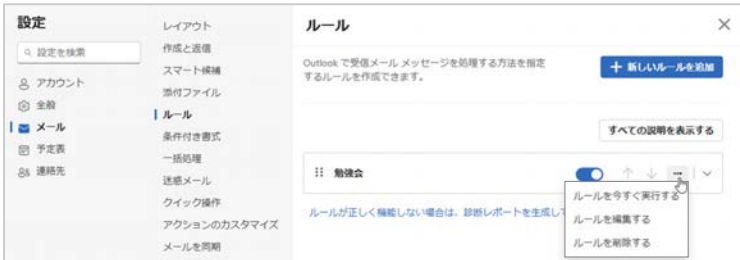 設定
設定を検索
アカウント
全般
メール
予定表
連絡先
レイアウト
作成と返信
スマート候補
添付ファイル
ルール
条件付き書式
一括処理
迷惑メール
クイック操作
アクションのカスタマイズ
メールを同期
ルール
Outlook で受信メール メッセージを処理する方法を指定
するルールを作成できます。
新しいルールを追加
すべての説明を表示する
勉強会
ルールが正しく機能しない場合は、診断レポートを生成して
ルールを今すぐ実行する
ルールを編集する
ルールを削除する